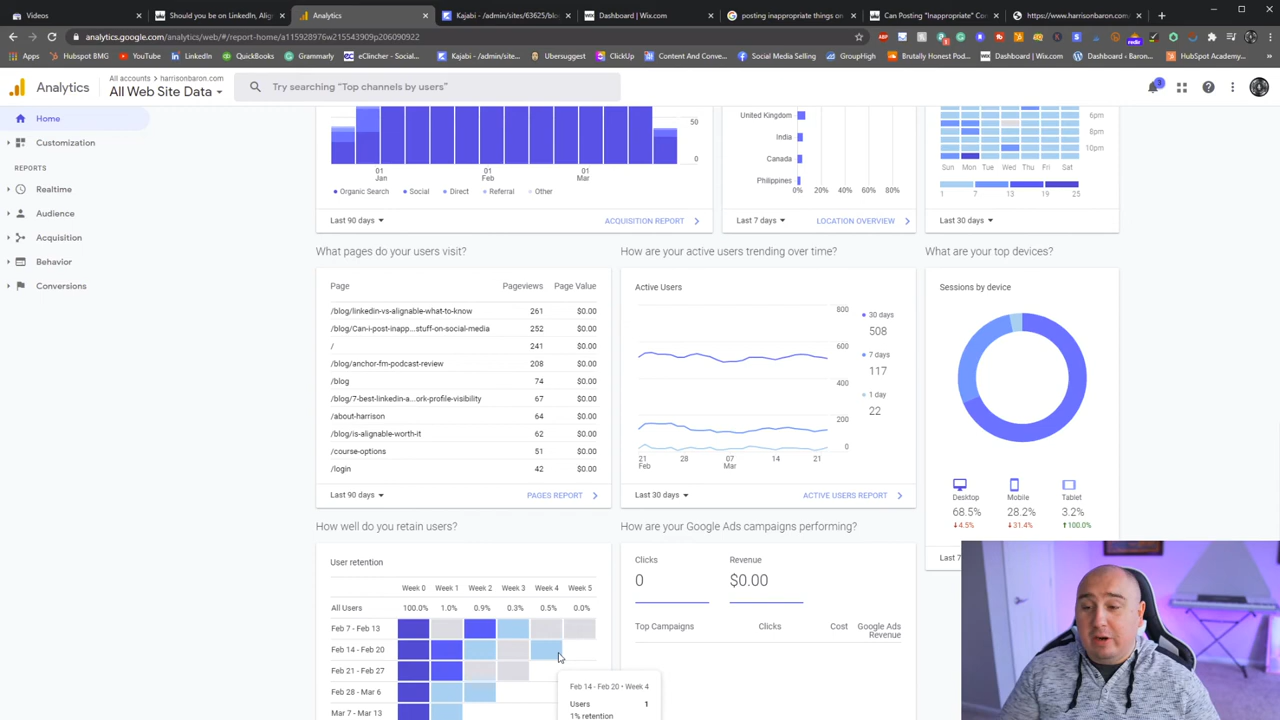 Videos
Should you be on LinkedIn, Alig
Analytics
Kajabi - /admin/sites/63625/blog
Dashboard | Wix.com
posting inappropriate things on
Can Posting "Inappropriate" Con
https://www.harrisonbaron.com/
analytics.google.com/analytics/web/#/report-home/a115928976w215543909p206090922
Apps
Hubspot BMG
YouTube
LinkedIn
QuickBooks
Grammarly
eClincher - Social...
Kajabi - /admin/site...
Ubersuggest
ClickUp
Content And Conve...
Social Media Selling
ShareGrab
Brutally Honest Pod...
Dashboard | Wix.com
Dashboard ‹ Baron...
HubSpot Academy...
Analytics
All accounts > harrisonbaron.com
All Web Site Data
Try searching "Top channels by users"
3
Home
Customization
REPORTS
Realtime
Audience
Acquisition
Behavior
Conversions
50
0
01 Jan
01 Feb
01 Mar
Organic Search
Social
Direct
Referral
Other
Last 90 days
ACQUISITION REPORT
United Kingdom
India
Canada
Philippines
0% 20% 40% 60% 80%
Last 7 days
LOCATION OVERVIEW
6pm
8pm
10pm
Sun Mon Tue Wed Thu Fri Sat
1 7 13 19 25
Last 30 days
What pages do your users visit?
Page Pageviews Page Value
/blog/linkedin-vs-alignable-what-to-know 261 $0.00
/blog/Can-i-post-inapp...stuff-on-social-media 252 $0.00
/ 241 $0.00
/blog/anchor-fm-podcast-review 208 $0.00
/blog 74 $0.00
/blog/7-best-linkedin-a...ork-profile-visibility 67 $0.00
/about-harrison 64 $0.00
/blog/is-alignable-worth-it 62 $0.00
/course-options 51 $0.00
/login 42 $0.00
Last 90 days
PAGES REPORT
How are your active users trending over time?
Active Users
800
600
400
200
0
30 days
508
7 days
117
1 day
22
21 Feb
28
07 Mar
14
21
Last 30 days
ACTIVE USERS REPORT
What are your top devices?
Sessions by device
Desktop Mobile Tablet
68.5% 28.2% 3.2%
↓4.5% ↓31.4% ↑100.0%
Last 7
How well do you retain users?
User retention
Week 0 Week 1 Week 2 Week 3 Week 4 Week 5
All Users 100.0% 1.0% 0.9% 0.3% 0.5% 0.0%
Feb 7 - Feb 13
Feb 14 - Feb 20
Feb 21 - Feb 27
Feb 28 - Mar 6
Mar 7 - Mar 13
Feb 14 - Feb 20 • Week 4
Users 1
1% retention
How are your Google Ads campaigns performing?
Clicks
0
Revenue
$0.00
Top Campaigns Clicks Cost Google Ads Revenue